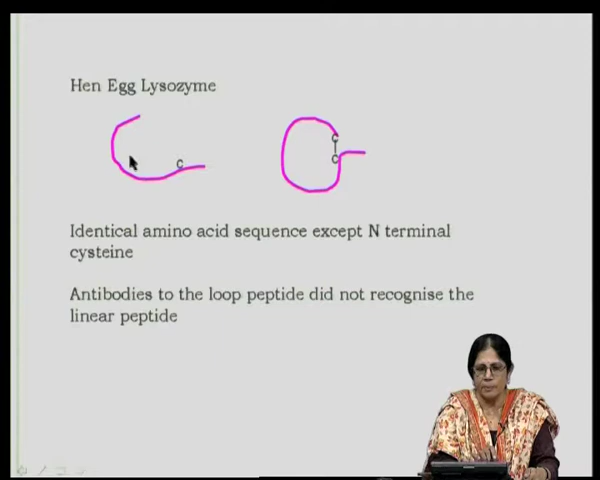 Hen Egg Lysozyme
C
C
C
Identical amino acid sequence except N terminal
cysteine
Antibodies to the loop peptide did not recognise the
linear peptide